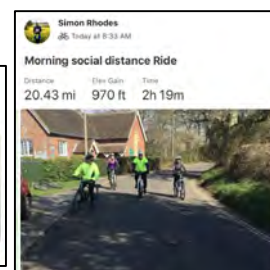 Simon Rhodes
Today at 8:33 AM
Morning social distance Ride
Distance Elev Gain Time
20.43 mi 970 ft 2h 19m